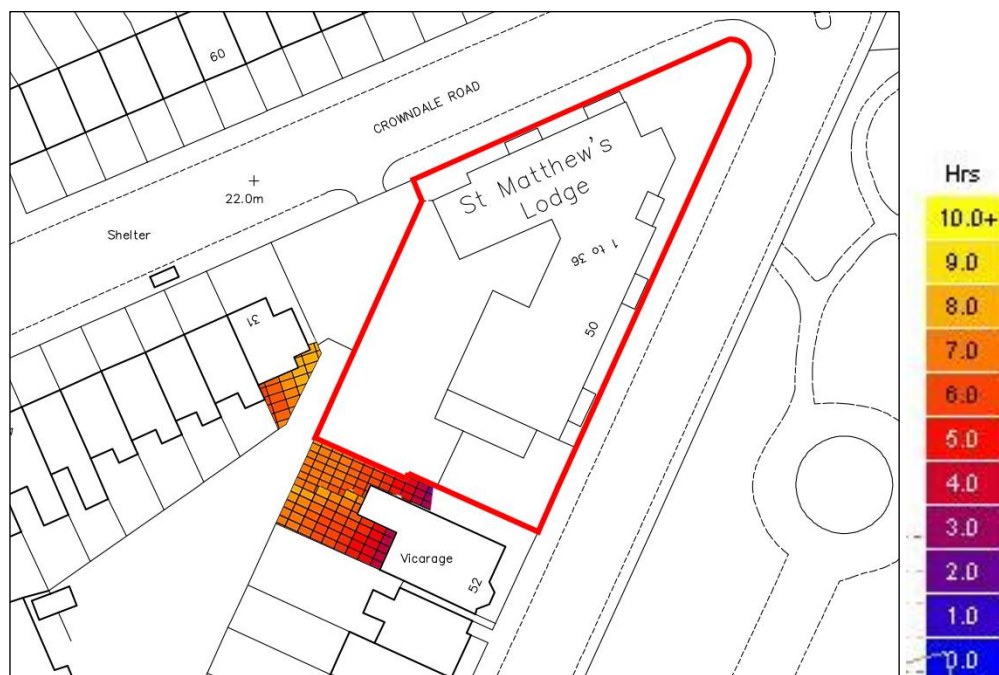 60
CROWNDALE ROAD
22.0m
Shelter
St Matthew's
Lodge
1 to 36
50
31
Vicarage
52
Hrs
10.0+
9.0
8.0
7.0
6.0
5.0
4.0
3.0
2.0
1.0
0.0